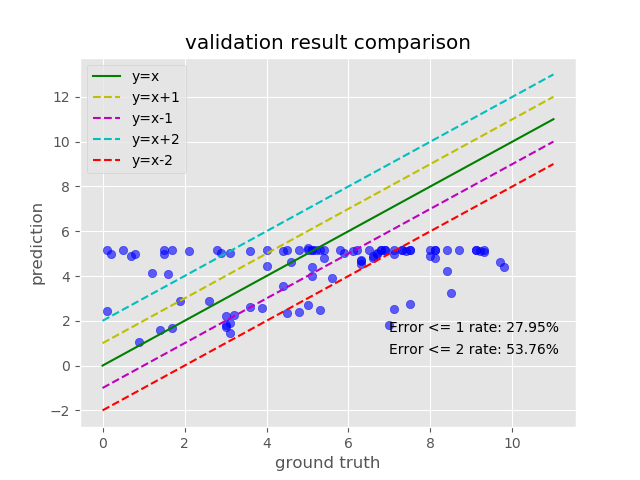 validation result comparison
y=x
y=x+1
y=x-1
y=x+2
y=x-2
12
10
8
6
4
2
0
−2
prediction
Error <= 1 rate: 27.95%
Error <= 2 rate: 53.76%
0 2 4 6 8 10
ground truth